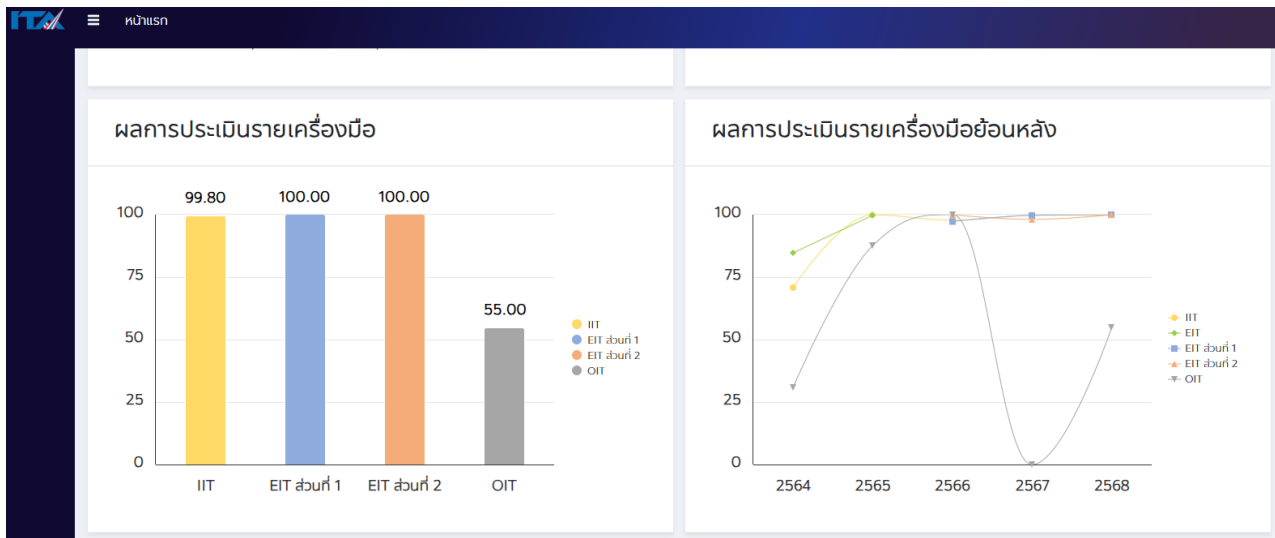 ITA
หน้าแรก
ผลการประเมินรายเครื่องมือ
99.80
100.00
100.00
55.00
100
75
50
25
0
IIT
EIT ส่วนที่ 1
EIT ส่วนที่ 2
OIT
IIT
EIT ส่วนที่ 1
EIT ส่วนที่ 2
OIT
ผลการประเมินรายเครื่องมือย้อนหลัง
100
75
50
25
0
2564
2565
2566
2567
2568
IIT
EIT
EIT ส่วนที่ 1
EIT ส่วนที่ 2
OIT